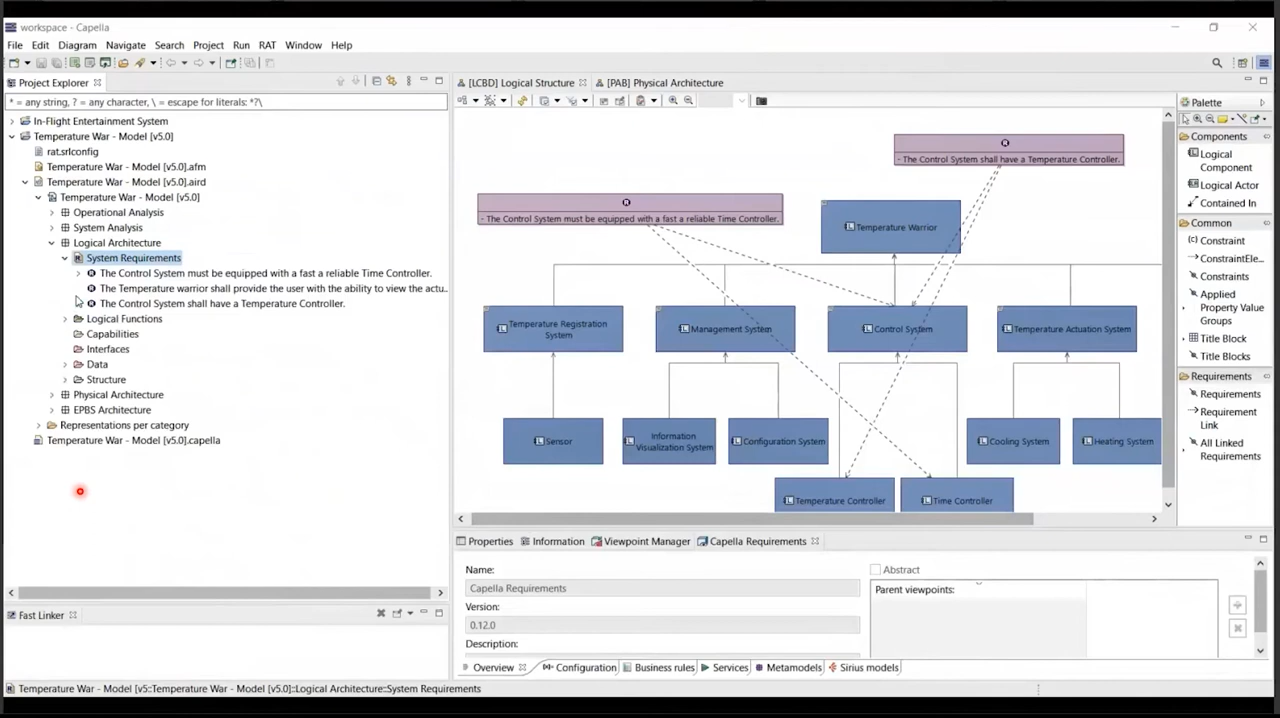 workspace - Capella
File Edit Diagram Navigate Search Project Run RAT Window Help
Project Explorer
* = any string, ? = any character, \ = escape for literals: *?\
In-Flight Entertainment System
Temperature War - Model [v5.0]
rat.srlconfig
Temperature War - Model [v5.0].afm
Temperature War - Model [v5.0].aird
Temperature War - Model [v5.0]
Operational Analysis
System Analysis
Logical Architecture
System Requirements
The Control System must be equipped with a fast a reliable Time Controller.
The Temperature warrior shall provide the user with the ability to view the actu...
The Control System shall have a Temperature Controller.
Logical Functions
Capabilities
Interfaces
Data
Structure
Physical Architecture
EPBS Architecture
Representations per category
Temperature War - Model [v5.0].capella
Fast Linker
[LCBD] Logical Structure
[PAB] Physical Architecture
- The Control System shall have a Temperature Controller.
- The Control System must be equipped with a fast a reliable Time Controller.
Temperature Warrior
Temperature Registration
System
Management System
Control System
Temperature Actuation System
Sensor
Information
Visualization System
Configuration System
Cooling System
Heating System
Temperature Controller
Time Controller
Palette
Components
Logical
Component
Logical Actor
Contained In
Common
Constraint
ConstraintEle...
Constraints
Applied
Property Value
Groups
Title Block
Title Blocks
Requirements
Requirements
Requirement
Link
All Linked
Requirements
Properties Information Viewpoint Manager Capella Requirements
Name:
Capella Requirements
Version:
0.12.0
Description:
Abstract
Parent viewpoints:
Overview Configuration Business rules Services Metamodels Sirius models
Temperature War - Model [v5::Temperature War - Model [v5.0]::Logical Architecture::System Requirements